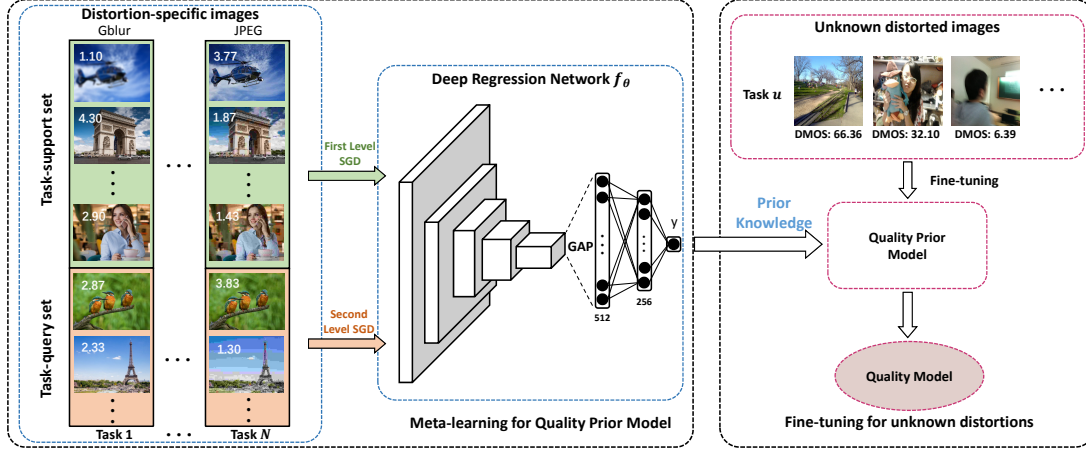 Distortion-specific images
Gblur
JPEG
Task-support set
1.10
3.77
4.30
1.87
2.90
1.43
Task-query set
2.87
3.83
2.33
1.30
Task 1
Task N
First Level
SGD
Second
Level SGD
Deep Regression Network fθ
GAP
512
256
y
Meta-learning for Quality Prior Model
Prior
Knowledge
Unknown distorted images
Task u
DMOS: 66.36
DMOS: 32.10
DMOS: 6.39
Fine-tuning
Quality Prior
Model
Quality Model
Fine-tuning for unknown distortions